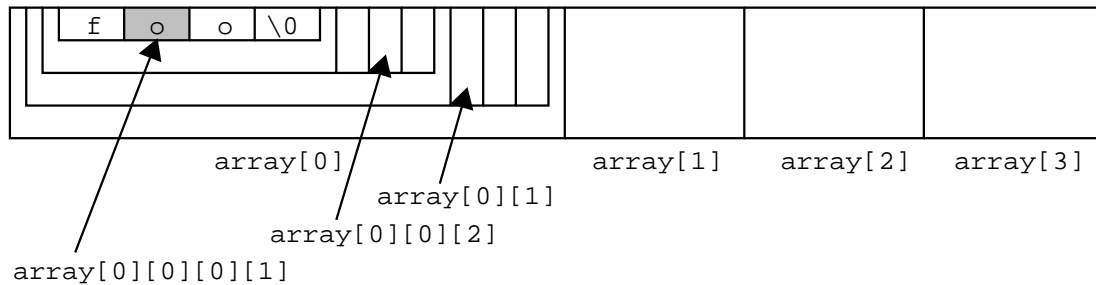 f o o \0
array[0] array[1] array[2] array[3]
array[0][1]
array[0][0][2]
array[0][0][0][1]